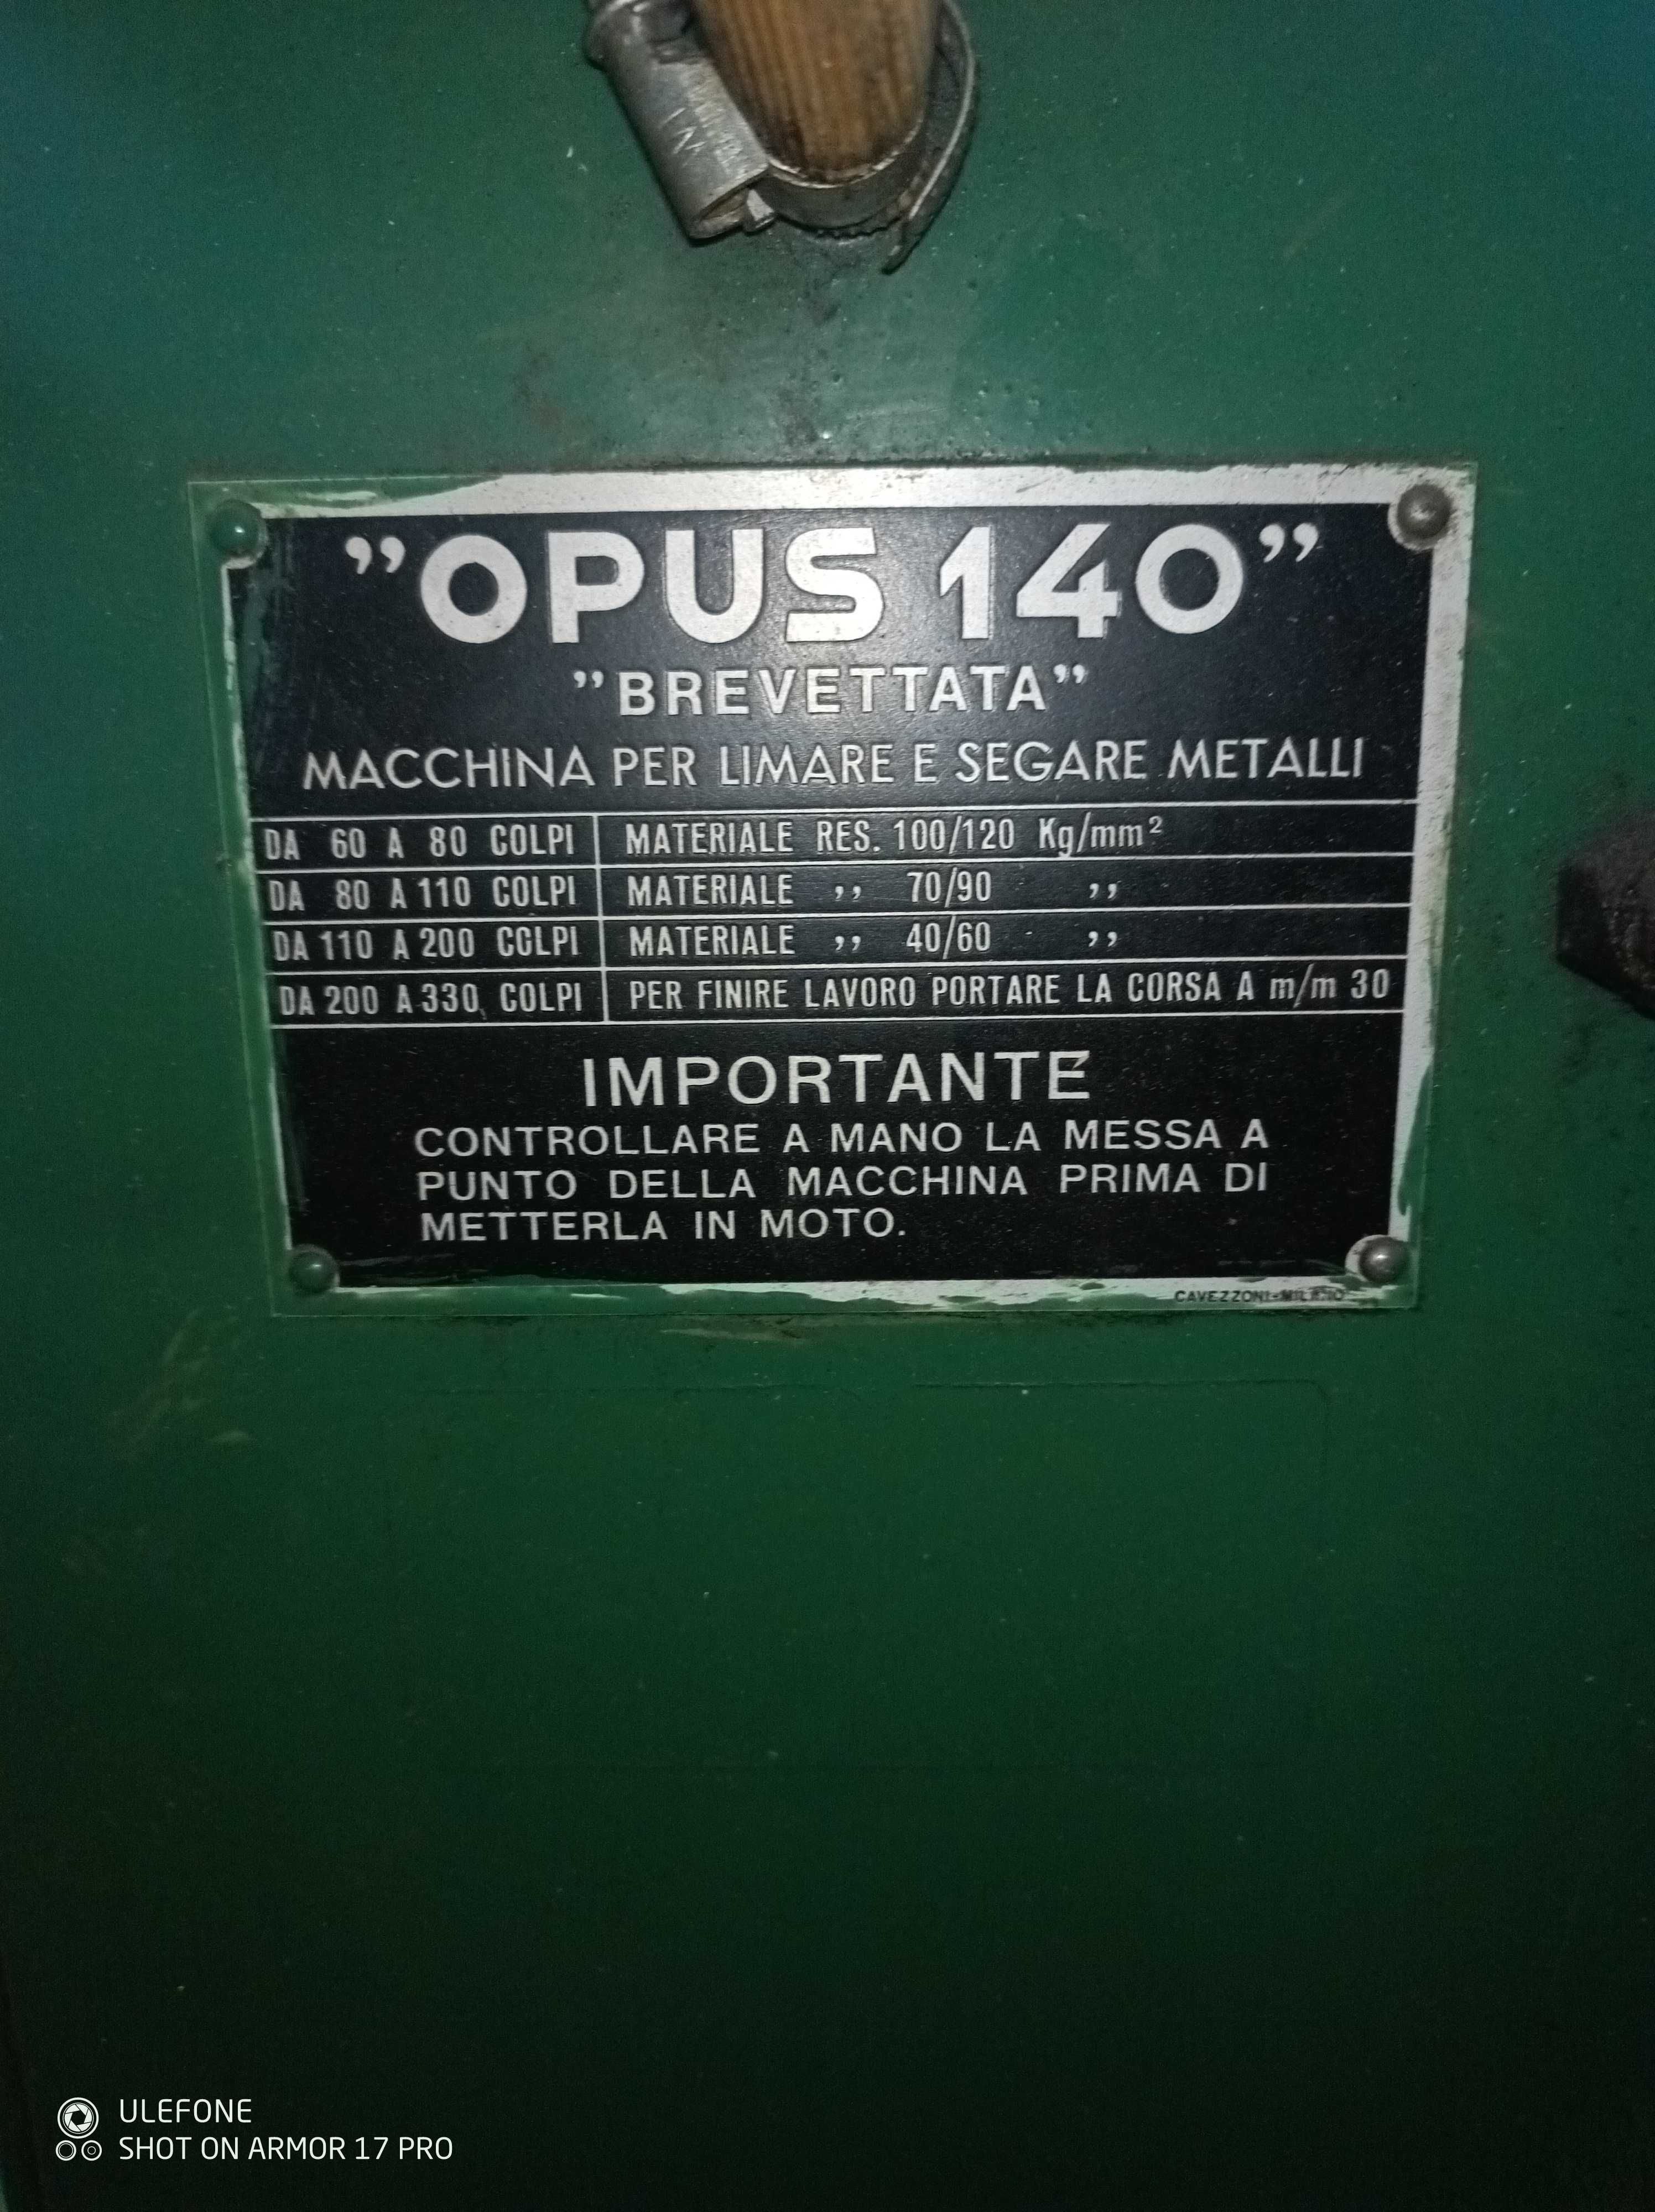 ”OPUS 140”
”BREVETTATA”
MACCHINA PER LIMARE E SEGARE METALLI
DA 60 A 80 COLPI MATERIALE RES. 100/120 Kg/mm²
DA 80 A 110 COLPI MATERIALE ,, 70/90 ,,
DA 110 A 200 COLPI MATERIALE ,, 40/60 ,,
DA 200 A 330 COLPI PER FINIRE LAVORO PORTARE LA CORSA A m/m 30
IMPORTANTE
CONTROLLARE A MANO LA MESSA A
PUNTO DELLA MACCHINA PRIMA DI
METTERLA IN MOTO.
CAVEZZONI-MILANO
ULEFONE
SHOT ON ARMOR 17 PRO